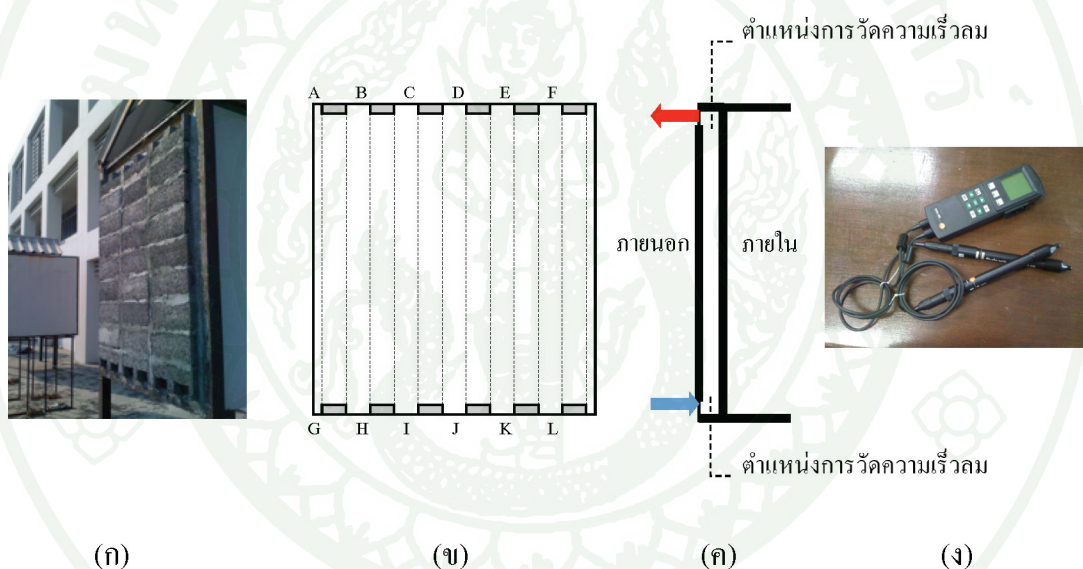 ตำแหน่งการวัดความเร็วลม
A B C D E F
ภายนอก
ภายใน
G H I J K L
ตำแหน่งการวัดความเร็วลม
(ก) (ข) (ค) (ง)